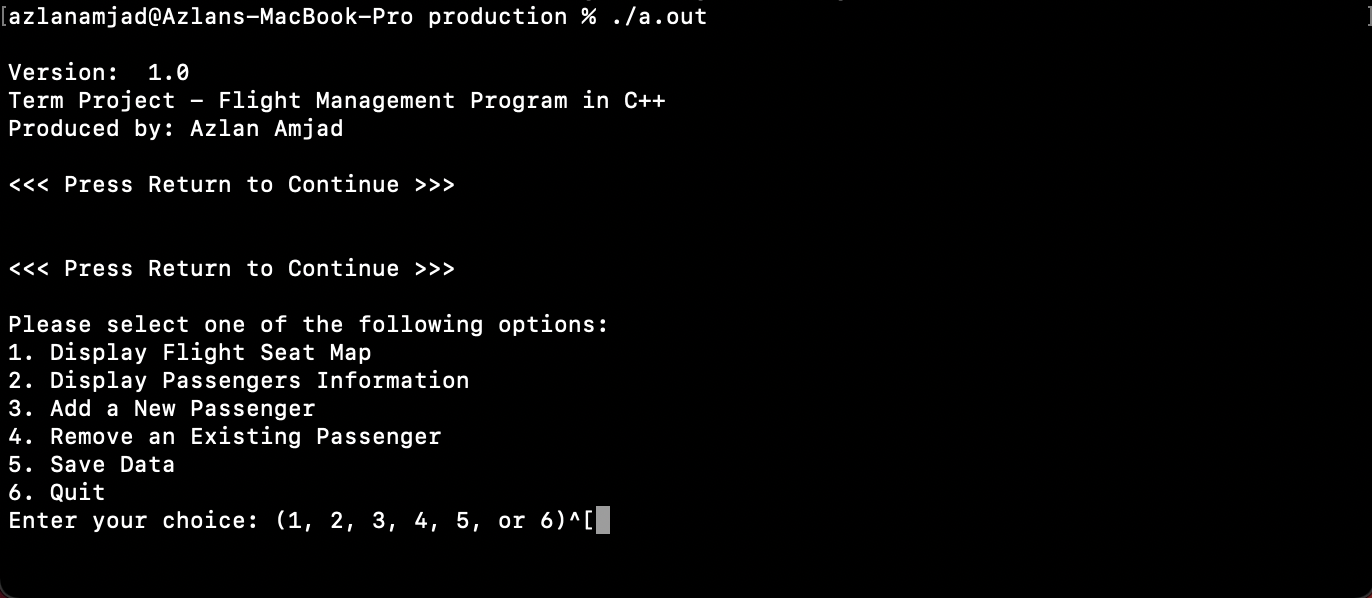 [azlanamjad@Azlans-MacBook-Pro production % ./a.out ]
Version:  1.0
Term Project - Flight Management Program in C++
Produced by: Azlan Amjad
<<< Press Return to Continue >>>
<<< Press Return to Continue >>>
Please select one of the following options:
1. Display Flight Seat Map
2. Display Passengers Information
3. Add a New Passenger
4. Remove an Existing Passenger
5. Save Data
6. Quit
Enter your choice: (1, 2, 3, 4, 5, or 6)^[